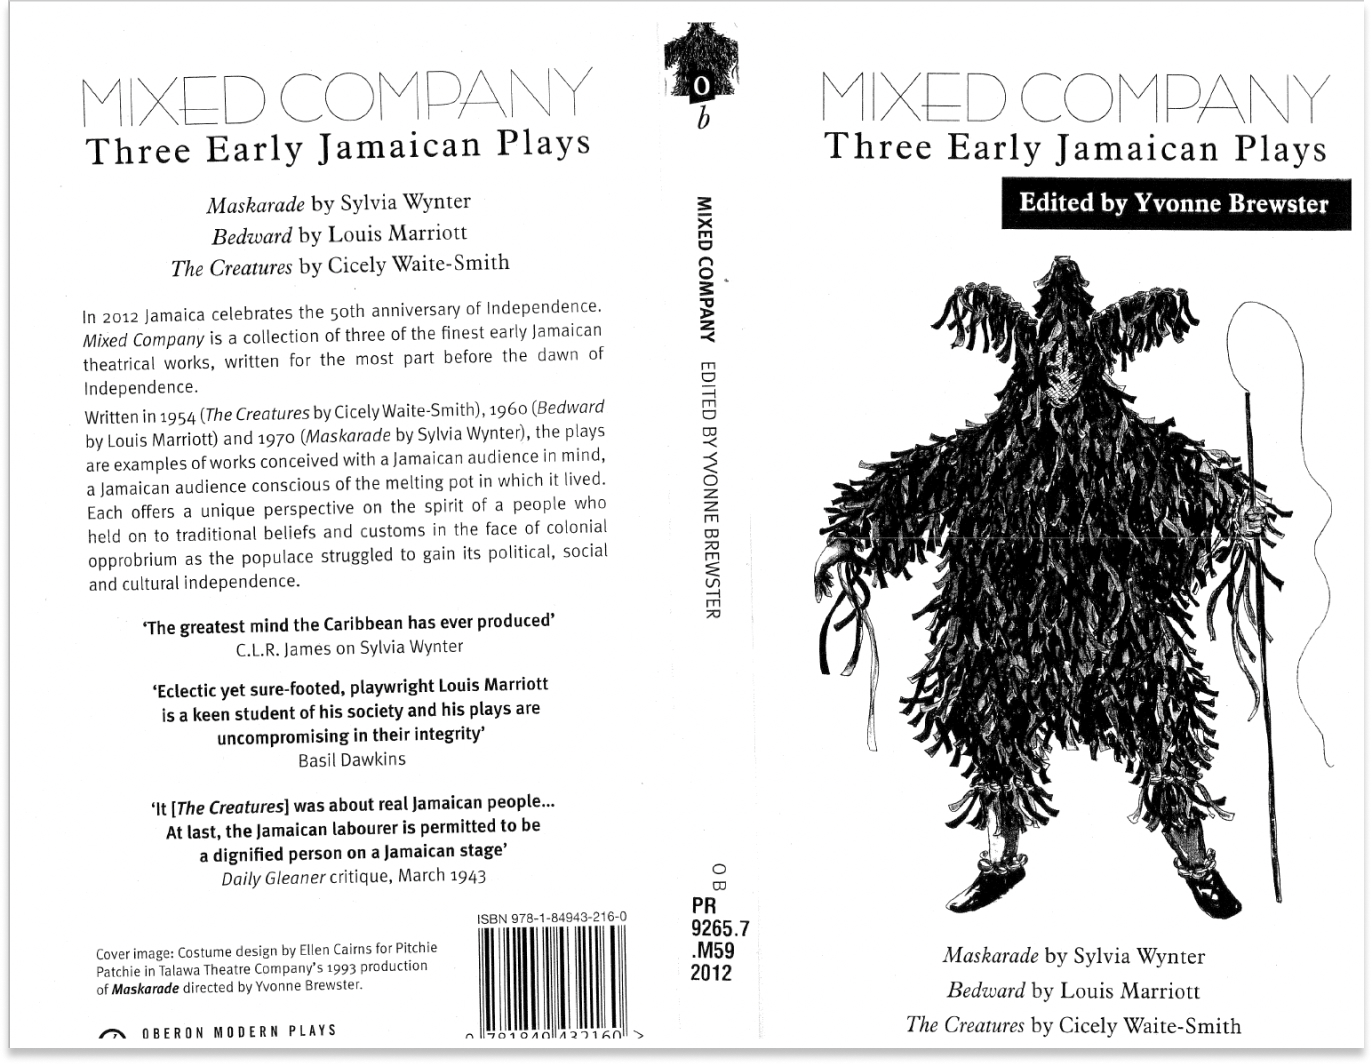 MIXED COMPANY
Three Early Jamaican Plays
Maskarade by Sylvia Wynter
Bedward by Louis Marriott
The Creatures by Cicely Waite-Smith
In 2012 Jamaica celebrates the 50th anniversary of Independence.
Mixed Company is a collection of three of the finest early Jamaican
theatrical works, written for the most part before the dawn of
Independence.
Written in 1954 (The Creatures by Cicely Waite-Smith), 1960 (Bedward
by Louis Marriott) and 1970 (Maskarade by Sylvia Wynter), the plays
are examples of works conceived with a Jamaican audience in mind,
a Jamaican audience conscious of the melting pot in which it lived.
Each offers a unique perspective on the spirit of a people who
held on to traditional beliefs and customs in the face of colonial
opprobrium as the populace struggled to gain its political, social
and cultural independence.
‘The greatest mind the Caribbean has ever produced’
C.L.R. James on Sylvia Wynter
‘Eclectic yet sure-footed, playwright Louis Marriott
is a keen student of his society and his plays are
uncompromising in their integrity’
Basil Dawkins
‘It [The Creatures] was about real Jamaican people...
At last, the Jamaican labourer is permitted to be
a dignified person on a Jamaican stage’
Daily Gleaner critique, March 1943
Cover image: Costume design by Ellen Cairns for Pitchie
Patchie in Talawa Theatre Company's 1993 production
of Maskarade directed by Yvonne Brewster.
OBERON MODERN PLAYS
ISBN 978-1-84943-216-0
9 781849 432160 >
o
b
MIXED COMPANY EDITED BY YVONNE BREWSTER
O B
PR
9265.7
.M59
2012
MIXED COMPANY
Three Early Jamaican Plays
Edited by Yvonne Brewster
Maskarade by Sylvia Wynter
Bedward by Louis Marriott
The Creatures by Cicely Waite-Smith